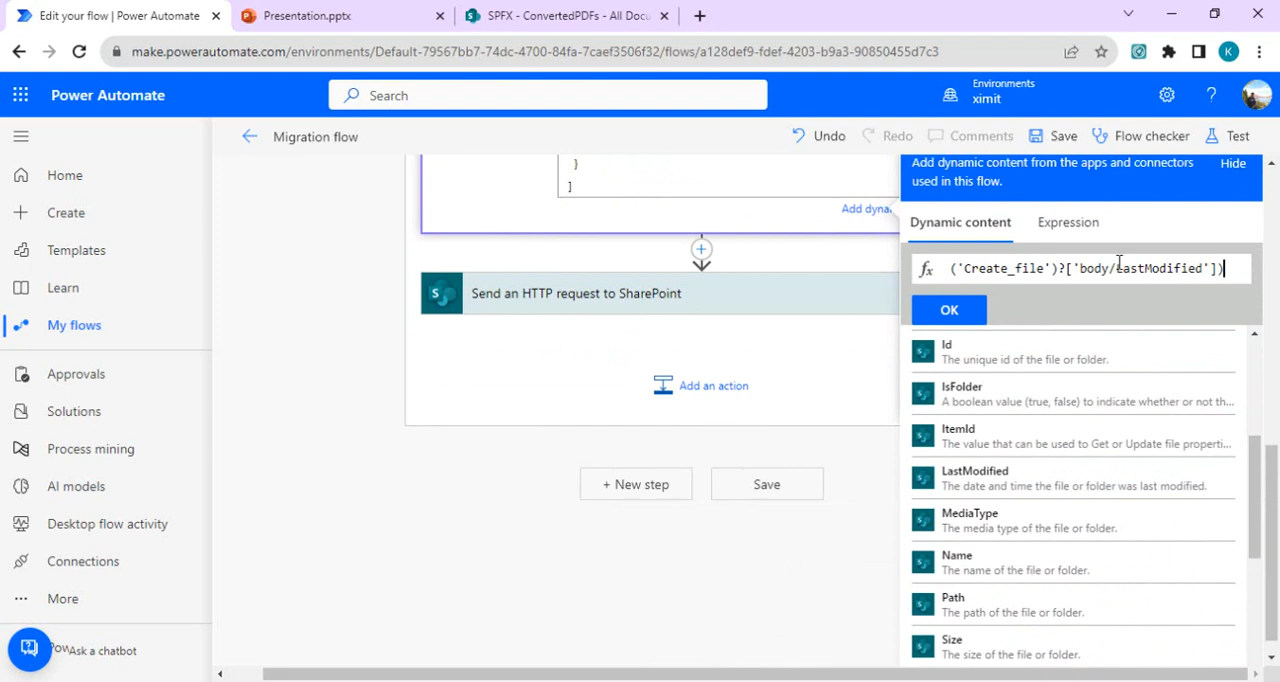 Edit your flow | Power Automate
Presentation.pptx
SPFX - ConvertedPDFs - All Docu
make.powerautomate.com/environments/Default-79567bb7-74dc-4700-84fa-7caef3506f32/flows/a128def9-fdef-4203-b9a3-90850455d7c3
K
Power Automate
Search
Environments
ximit
Migration flow
Undo
Redo
Comments
Save
Flow checker
Test
Home
Create
Templates
Learn
My flows
Approvals
Solutions
Process mining
AI models
Desktop flow activity
Connections
More
Ask a chatbot
}
]
Add dyna
Send an HTTP request to SharePoint
Add an action
+ New step
Save
Add dynamic content from the apps and connectors
used in this flow.
Hide
Dynamic content
Expression
fx ('Create_file')?['body/LastModified'])
OK
Id
The unique id of the file or folder.
IsFolder
A boolean value (true, false) to indicate whether or not th...
ItemId
The value that can be used to Get or Update file properti...
LastModified
The date and time the file or folder was last modified.
MediaType
The media type of the file or folder.
Name
The name of the file or folder.
Path
The path of the file or folder.
Size
The size of the file or folder.